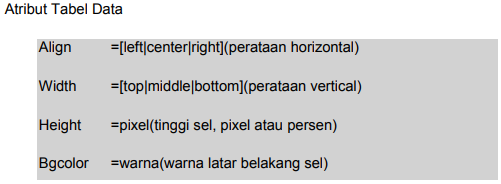 Atribut Tabel Data
Align =[left|center|right](perataan horizontal)
Width =[top|middle|bottom](perataan vertical)
Height =pixel(tinggi sel, pixel atau persen)
Bgcolor =warna(warna latar belakang sel)